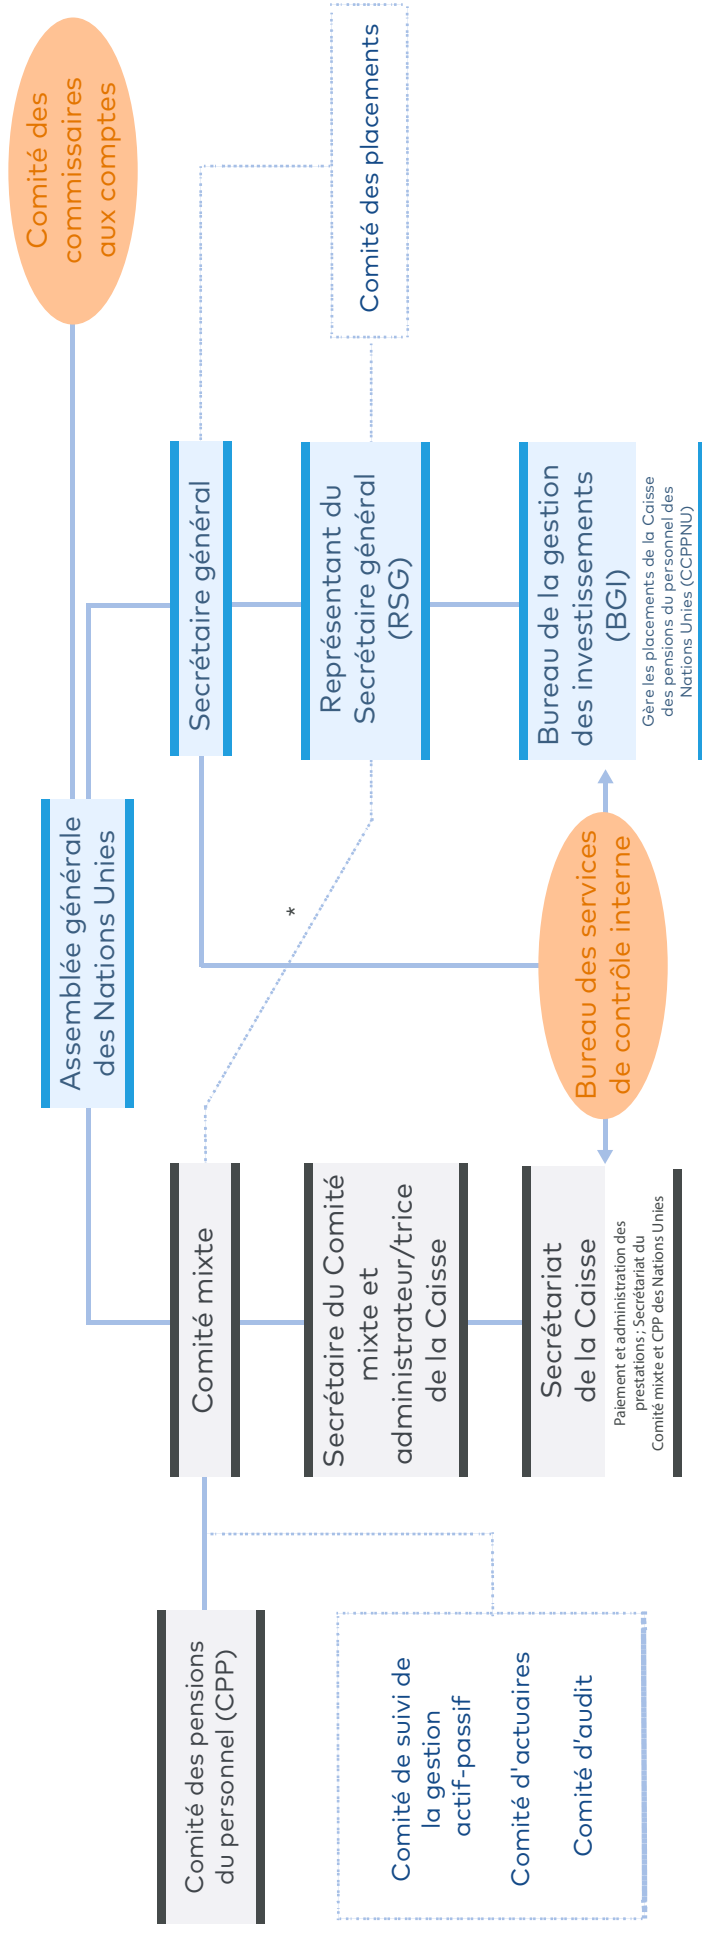 Comité des
commissaires
aux comptes
Assemblée générale
des Nations Unies
Comité des pensions
du personnel (CPP)
Comité mixte
Secrétaire général
*
Secrétaire du Comité
mixte et
administrateur/trice
de la Caisse
Représentant du
Secrétaire général
(RSG)
Comité des placements
Comité de suivi de
la gestion
actif-passif
Comité d'actuaires
Comité d'audit
Secrétariat
de la Caisse
Paiement et administration des
prestations ; Secrétariat du
Comité mixte et CPP des Nations Unies
Bureau des services
de contrôle interne
Bureau de la gestion
des investissements
(BGI)
Gère les placements de la Caisse
des pensions du personnel des
Nations Unies (CCPPNU)